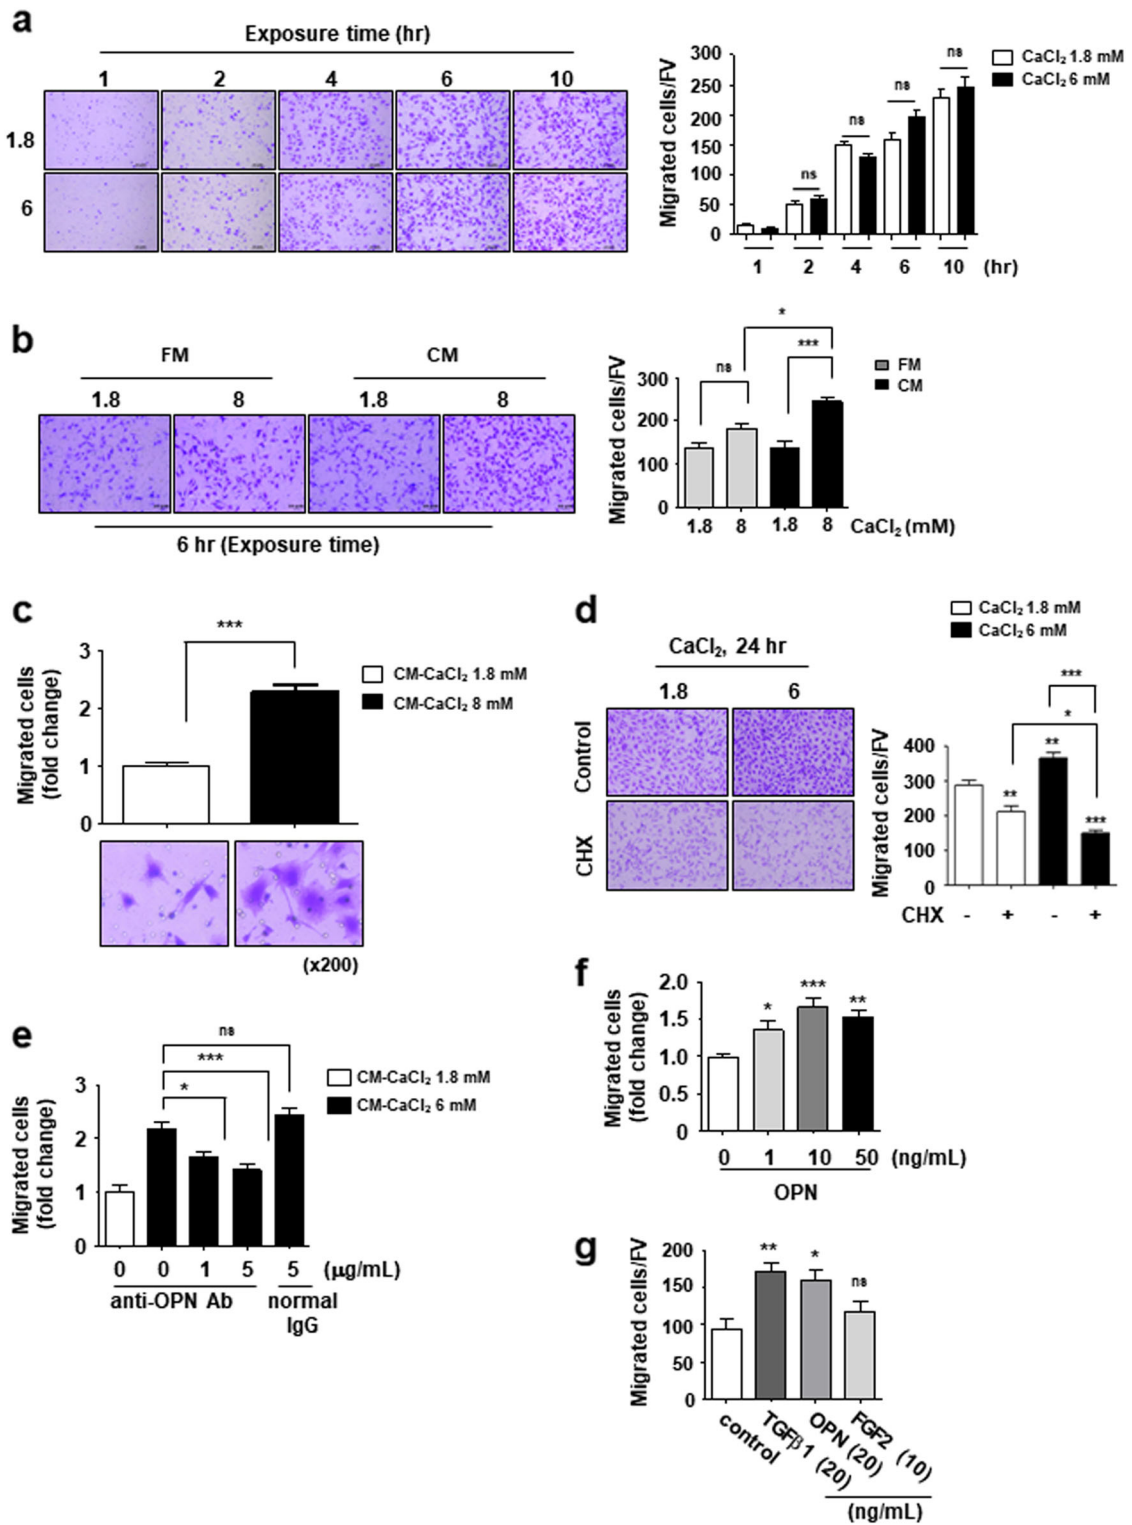 a
Exposure time (hr)
1 2 4 6 10
1.8
6
Migrated cells/FV
300
250
200
150
100
50
0
ns
ns
ns
ns
1 2 4 6 10 (hr)
CaCl₂ 1.8 mM
CaCl₂ 6 mM
b
FM CM
1.8 8 1.8 8
6 hr (Exposure time)
Migrated cells/FV
300
200
100
0
ns
*
***
FM
CM
1.8 8 1.8 8 CaCl₂ (mM)
c
Migrated cells
(fold change)
3
2
1
0
***
CM-CaCl₂ 1.8 mM
CM-CaCl₂ 8 mM
(x200)
d
CaCl₂, 24 hr
1.8 6
Control
CHX
CaCl₂ 1.8 mM
CaCl₂ 6 mM
Migrated cells/FV
400
300
200
100
0
***
*
**
**
***
CHX - + - +
e
Migrated cells
(fold change)
3
2
1
0
ns
***
*
CM-CaCl₂ 1.8 mM
CM-CaCl₂ 6 mM
0 0 1 5 5 (μg/mL)
anti-OPN Ab normal
IgG
f
Migrated cells
(fold change)
2.0
1.5
1.0
0.5
0
*
***
**
0 1 10 50 (ng/mL)
OPN
g
Migrated cells/FV
200
150
100
50
0
**
*
ns
control
TGFβ1 (20)
OPN (20)
FGF2 (10)
(ng/mL)